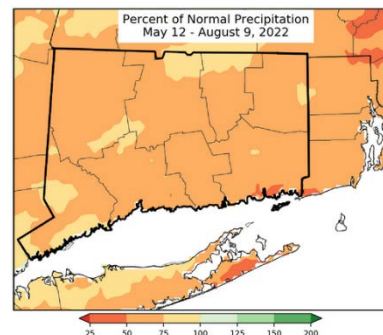 Percent of Normal Precipitation
May 12 - August 9, 2022
25 50 75 100 125 150 200